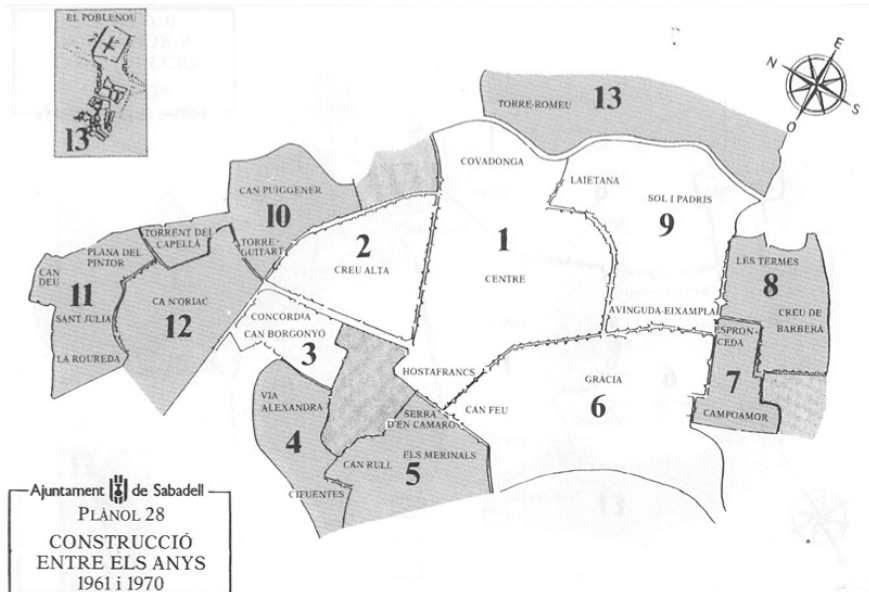 EL POBLENOU
13
TORRE-ROMEU
13
N
E
S
O
COVADONGA
LAIETANA
SOL I PADRÍS
9
CAN PUIGGENER
10
TORRE-
GUITART
TORRENT DEL
CAPELLÀ
PLANA DEL
PINTOR
CAN
DEU
11
SANT JULIÀ
LA ROUREDA
CA N'ORIAC
12
2
CREU ALTA
1
CENTRE
LES TERMES
8
CREU DE
BARBERÀ
AVINGUDA-EIXAMPLA
ESPRON-
CEDA
7
CAMPOAMOR
CONCÒRDIA
CAN BORGONYÓ
3
HOSTAFRANCS
GRÀCIA
6
CAN FEU
VIA
ALEXANDRA
4
CIFUENTES
SERRA
D'EN CAMARÓ
CAN RULL
ELS MERINALS
5
Ajuntament de Sabadell
PLÀNOL 28
CONSTRUCCIÓ
ENTRE ELS ANYS
1961 i 1970